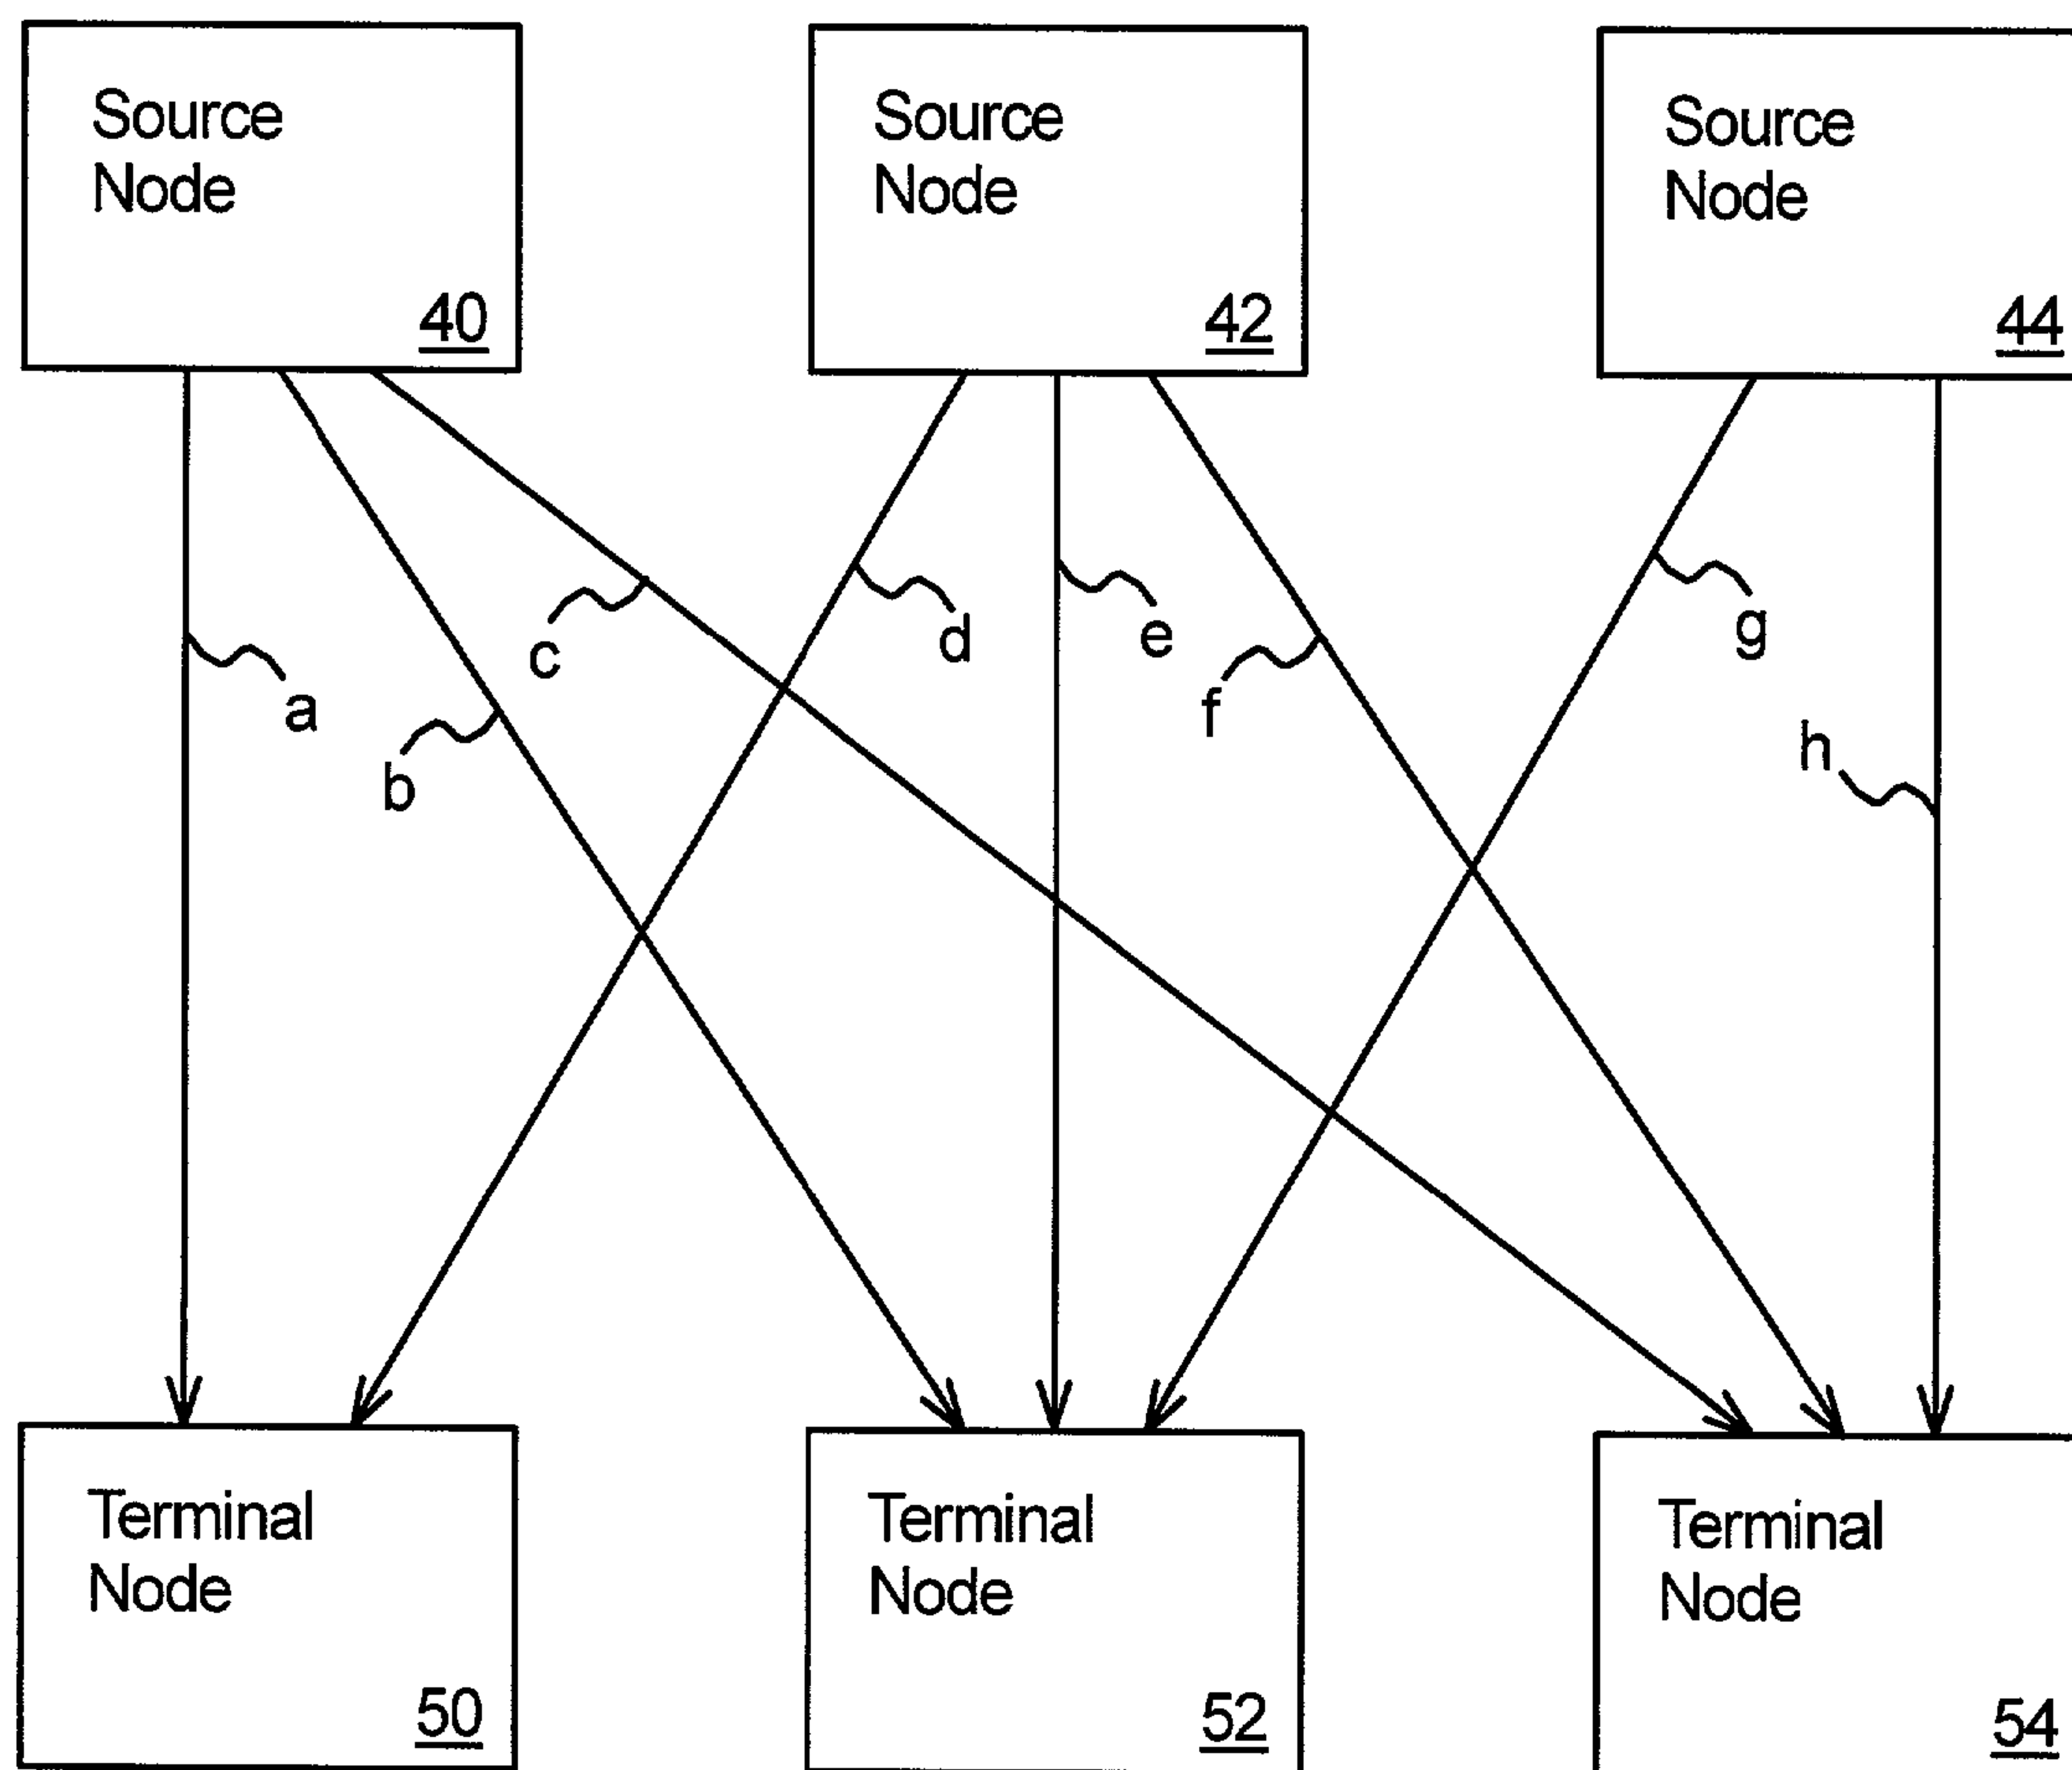 Source
Node
40
Source
Node
42
Source
Node
44
a
b
c
d
e
f
g
h
Terminal
Node
50
Terminal
Node
52
Terminal
Node
54